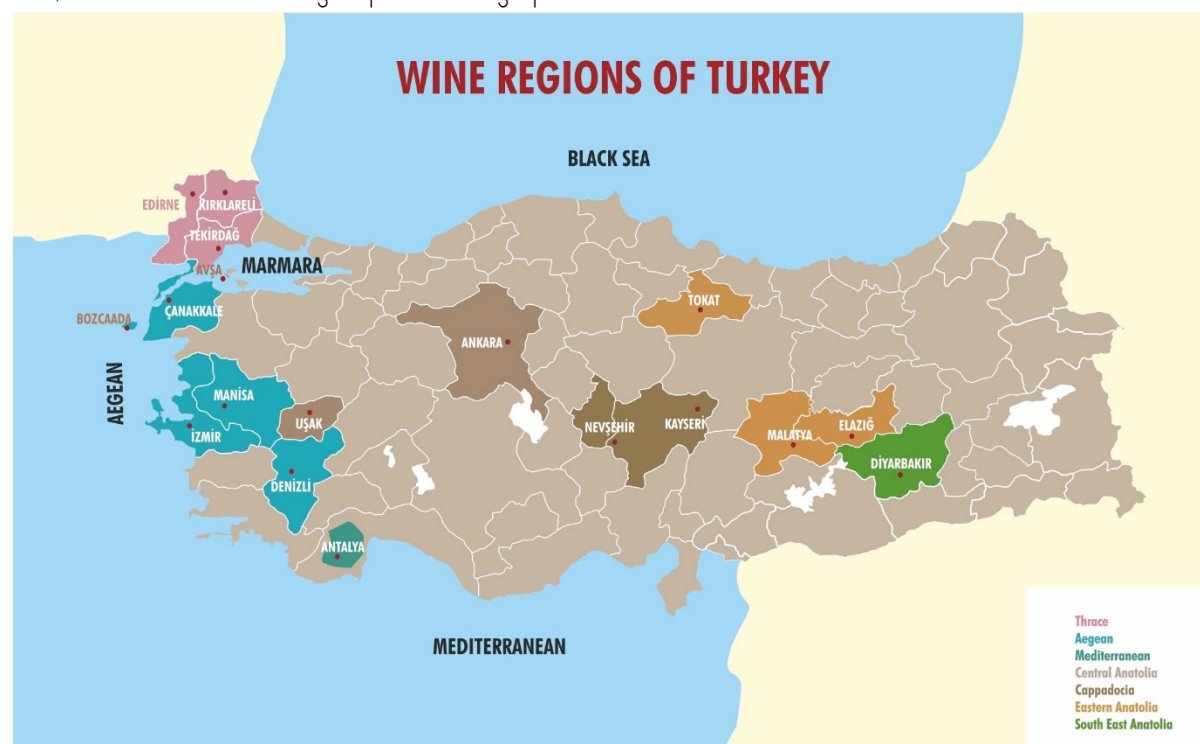 WINE REGIONS OF TURKEY
BLACK SEA
EDİRNE
KIRKLARELİ
TEKİRDAĞ
AVŞA
MARMARA
ÇANAKKALE
BOZCAADA
TOKAT
ANKARA
AEGEAN
MANİSA
UŞAK
İZMİR
NEVŞEHİR
KAYSERİ
MALATYA
ELAZIĞ
DİYARBAKIR
DENİZLİ
ANTALYA
MEDITERRANEAN
Thrace
Aegean
Mediterranean
Central Anatolia
Cappadocia
Eastern Anatolia
South East Anatolia